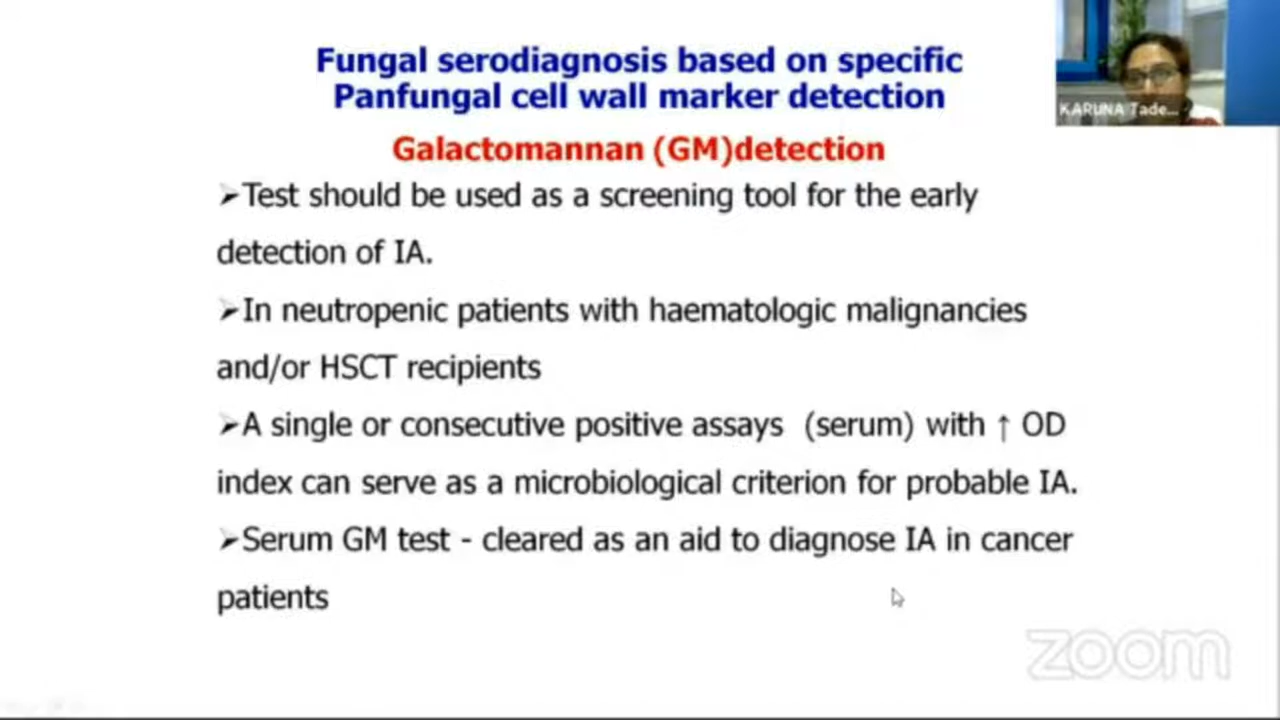 Fungal serodiagnosis based on specific
Panfungal cell wall marker detection
KARUNA Tade...
Galactomannan (GM)detection
➢Test should be used as a screening tool for the early
detection of IA.
➢In neutropenic patients with haematologic malignancies
and/or HSCT recipients
➢A single or consecutive positive assays (serum) with ↑ OD
index can serve as a microbiological criterion for probable IA.
➢Serum GM test - cleared as an aid to diagnose IA in cancer
patients
zoom